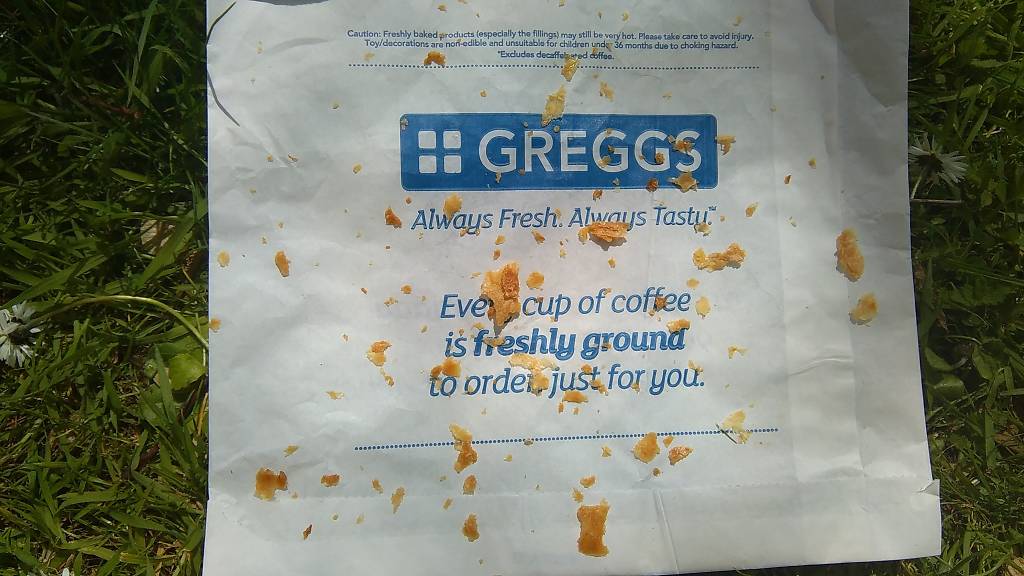 Caution: Freshly baked products (especially the fillings) may still be very hot. Please take care to avoid injury.
Toy/decorations are non-edible and unsuitable for children under 36 months due to choking hazard.
*Excludes decaffeinated coffee.
GREGGS
Always Fresh. Always Tasty.™
Every cup of coffee
is freshly ground
to order, just for you.